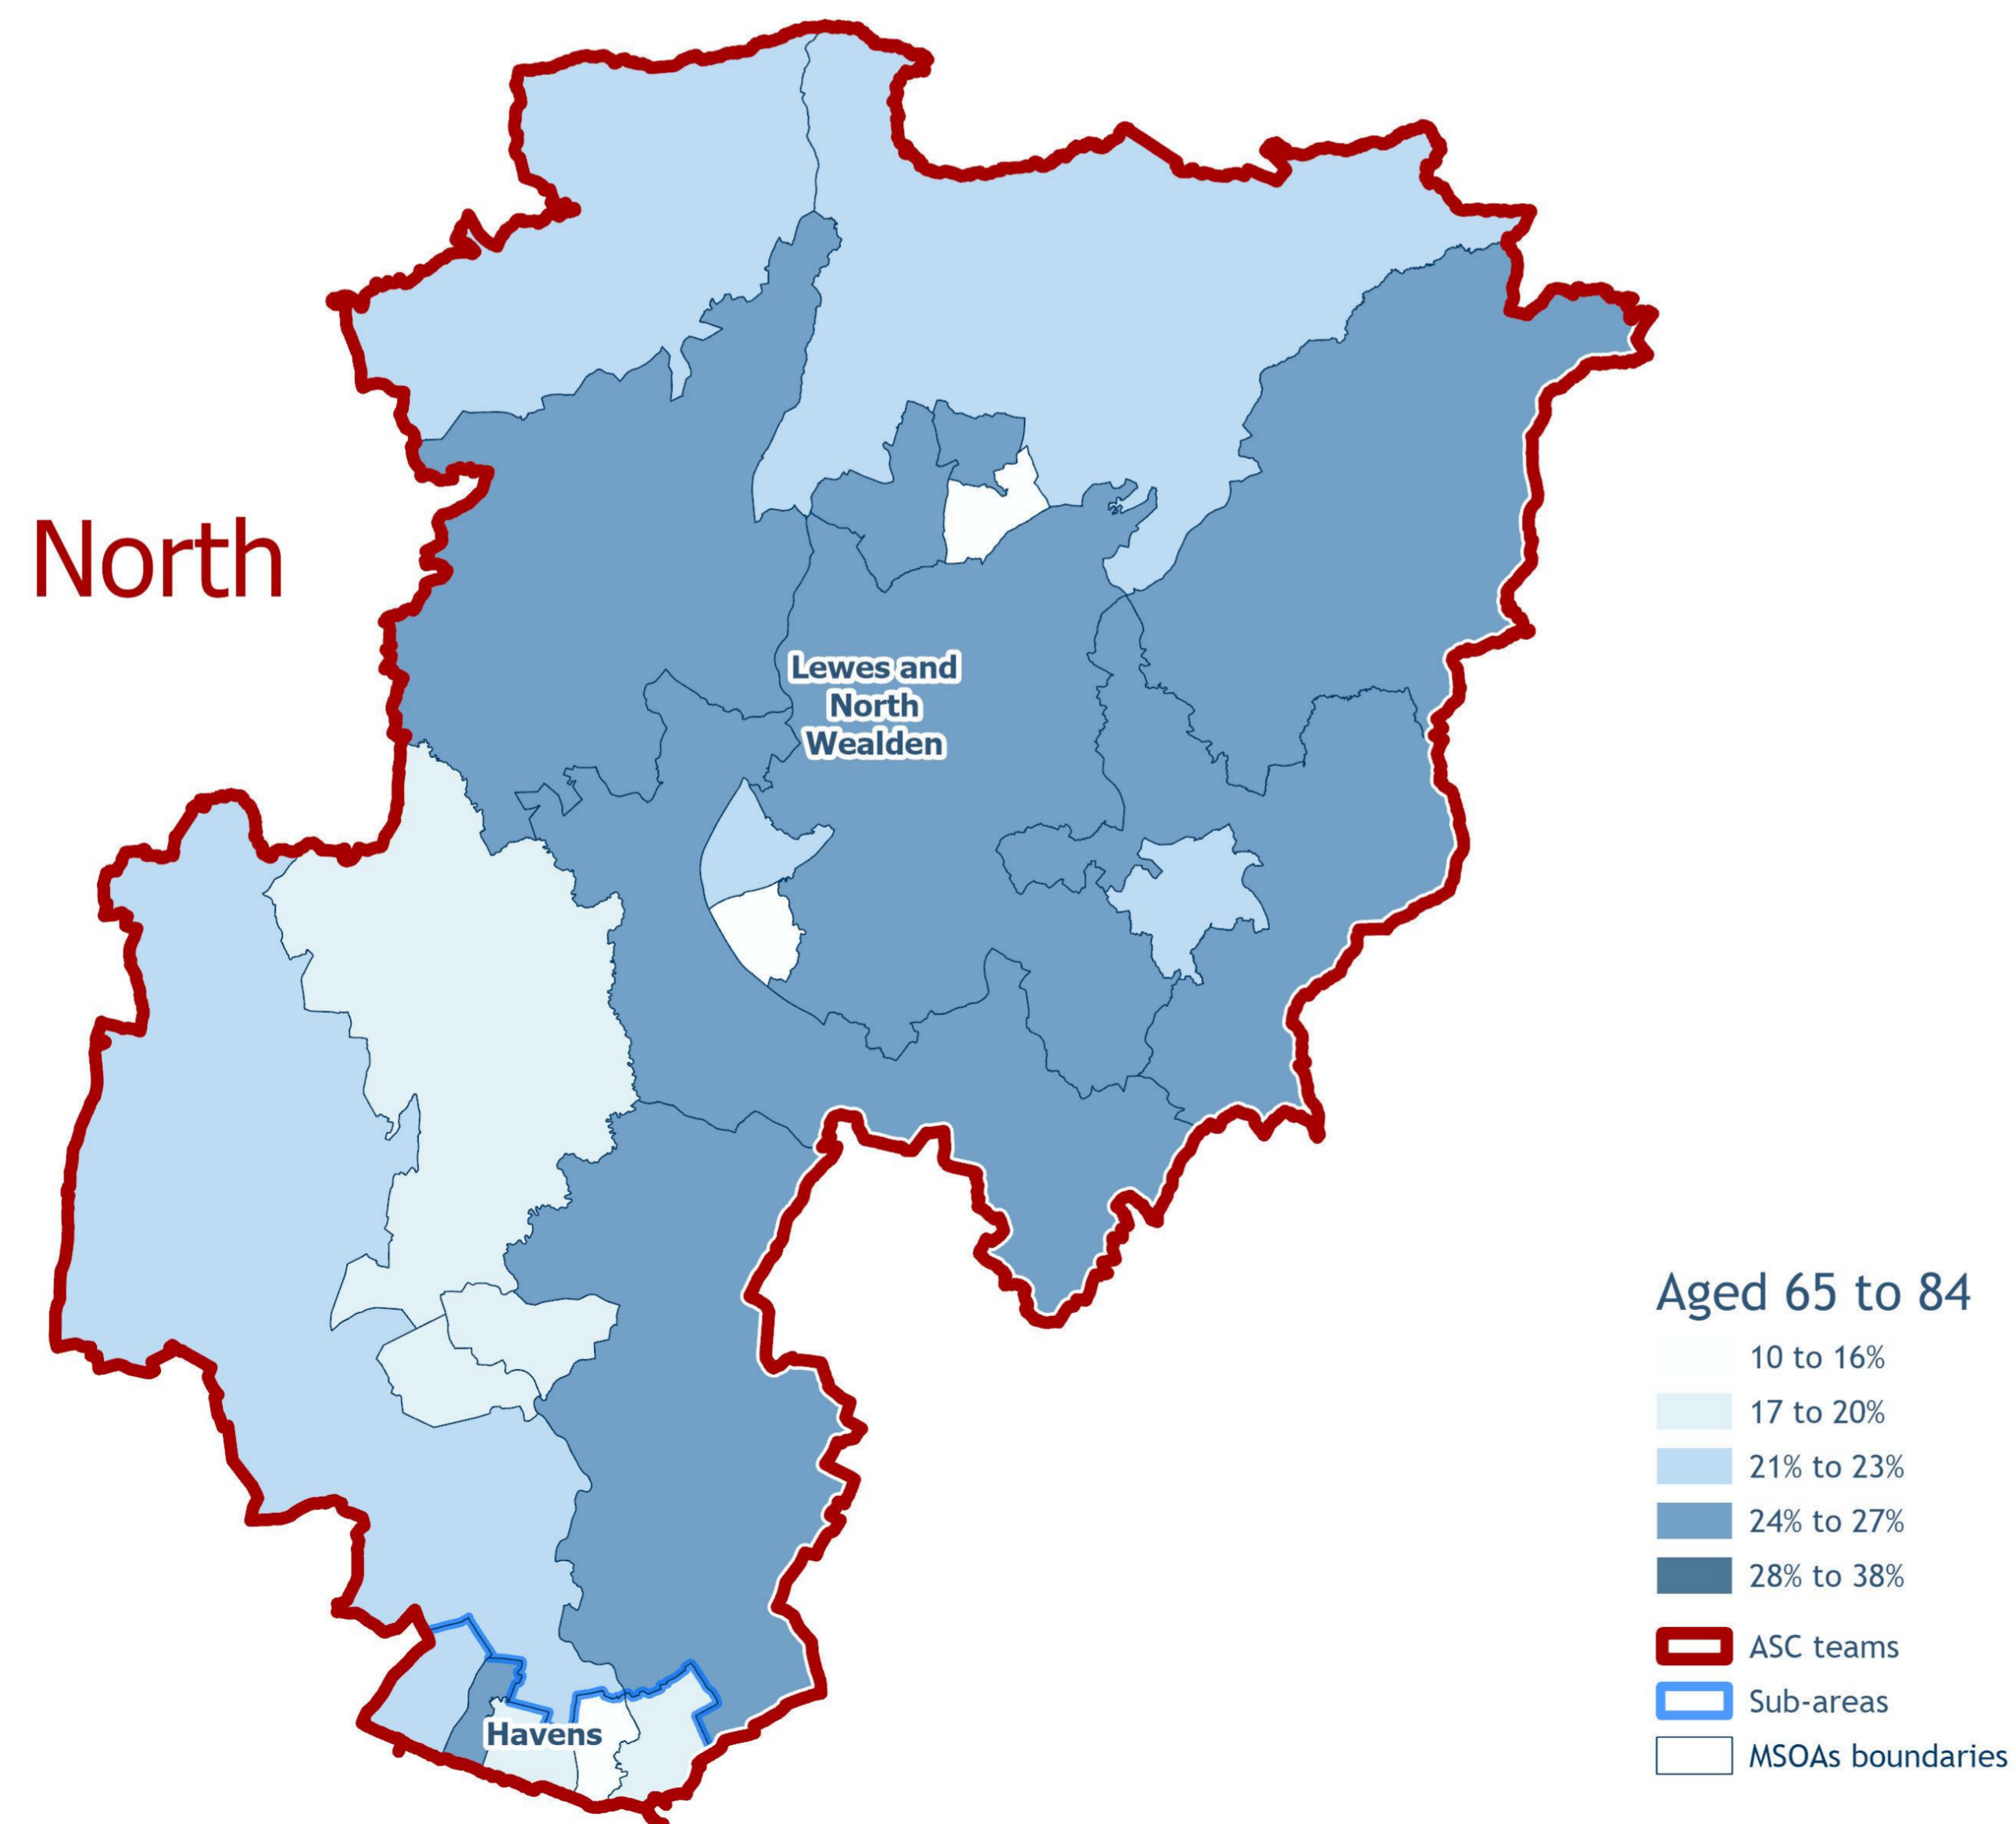 North
Lewes and
North
Wealden
Havens
Aged 65 to 84
10 to 16%
17 to 20%
21% to 23%
24% to 27%
28% to 38%
ASC teams
Sub-areas
MSOAs boundaries